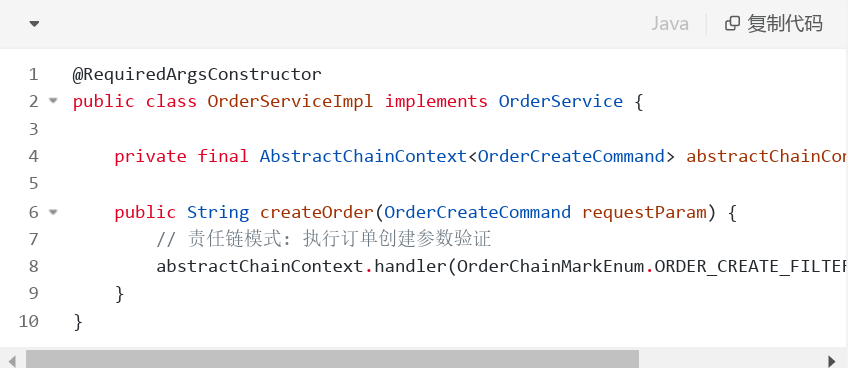 Java 复制代码
1 @RequiredArgsConstructor
2 public class OrderServiceImpl implements OrderService {
3
4     private final AbstractChainContext<OrderCreateCommand> abstractChainCon
5
6     public String createOrder(OrderCreateCommand requestParam) {
7         // 责任链模式: 执行订单创建参数验证
8         abstractChainContext.handler(OrderChainMarkEnum.ORDER_CREATE_FILTER
9     }
10 }